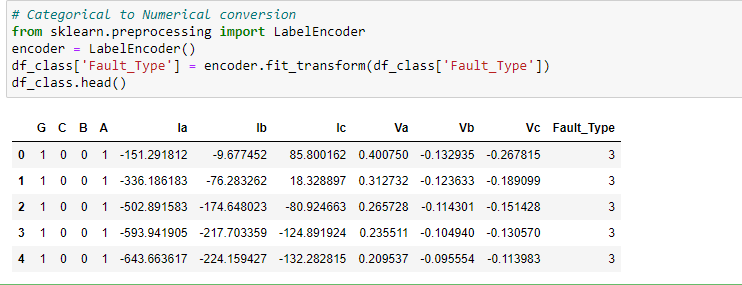 # Categorical to Numerical conversion
from sklearn.preprocessing import LabelEncoder
encoder = LabelEncoder()
df_class['Fault_Type'] = encoder.fit_transform(df_class['Fault_Type'])
df_class.head()
G C B A Ia Ib Ic Va Vb Vc Fault_Type
0 1 0 0 1 -151.291812 -9.677452 85.800162 0.400750 -0.132935 -0.267815 3
1 1 0 0 1 -336.186183 -76.283262 18.328897 0.312732 -0.123633 -0.189099 3
2 1 0 0 1 -502.891583 -174.648023 -80.924663 0.265728 -0.114301 -0.151428 3
3 1 0 0 1 -593.941905 -217.703359 -124.891924 0.235511 -0.104940 -0.130570 3
4 1 0 0 1 -643.663617 -224.159427 -132.282815 0.209537 -0.095554 -0.113983 3